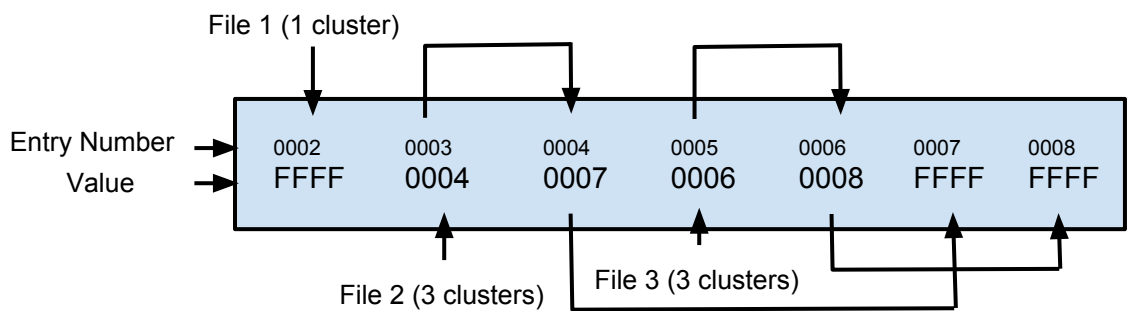 File 1 (1 cluster)
Entry Number
0002 0003 0004 0005 0006 0007 0008
Value
FFFF 0004 0007 0006 0008 FFFF FFFF
File 2 (3 clusters)
File 3 (3 clusters)